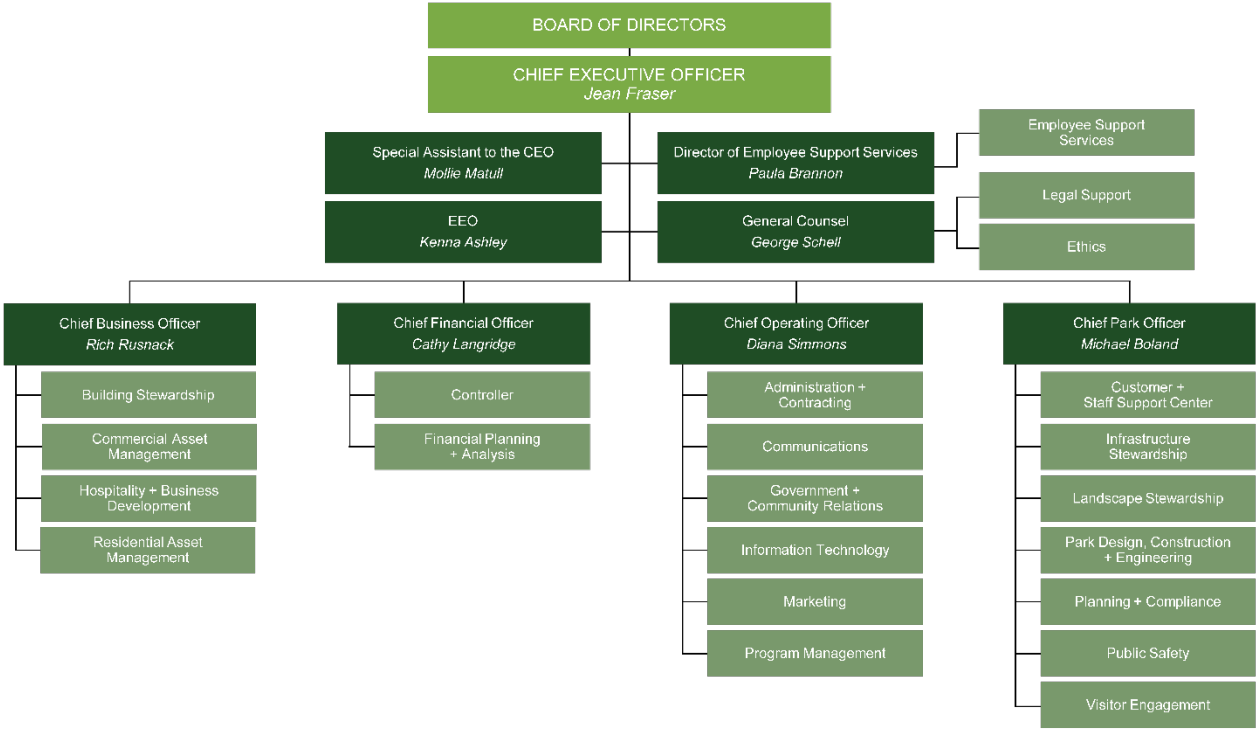 BOARD OF DIRECTORS
CHIEF EXECUTIVE OFFICER
Jean Fraser
Special Assistant to the CEO
Mollie Matull
Director of Employee Support Services
Paula Brannon
Employee Support
Services
EEO
Kenna Ashley
General Counsel
George Schell
Legal Support
Ethics
Chief Business Officer
Rich Rusnack
Building Stewardship
Commercial Asset
Management
Hospitality + Business
Development
Residential Asset
Management
Chief Financial Officer
Cathy Langridge
Controller
Financial Planning
+ Analysis
Chief Operating Officer
Diana Simmons
Administration +
Contracting
Communications
Government +
Community Relations
Information Technology
Marketing
Program Management
Chief Park Officer
Michael Boland
Customer +
Staff Support Center
Infrastructure
Stewardship
Landscape Stewardship
Park Design, Construction
+ Engineering
Planning + Compliance
Public Safety
Visitor Engagement